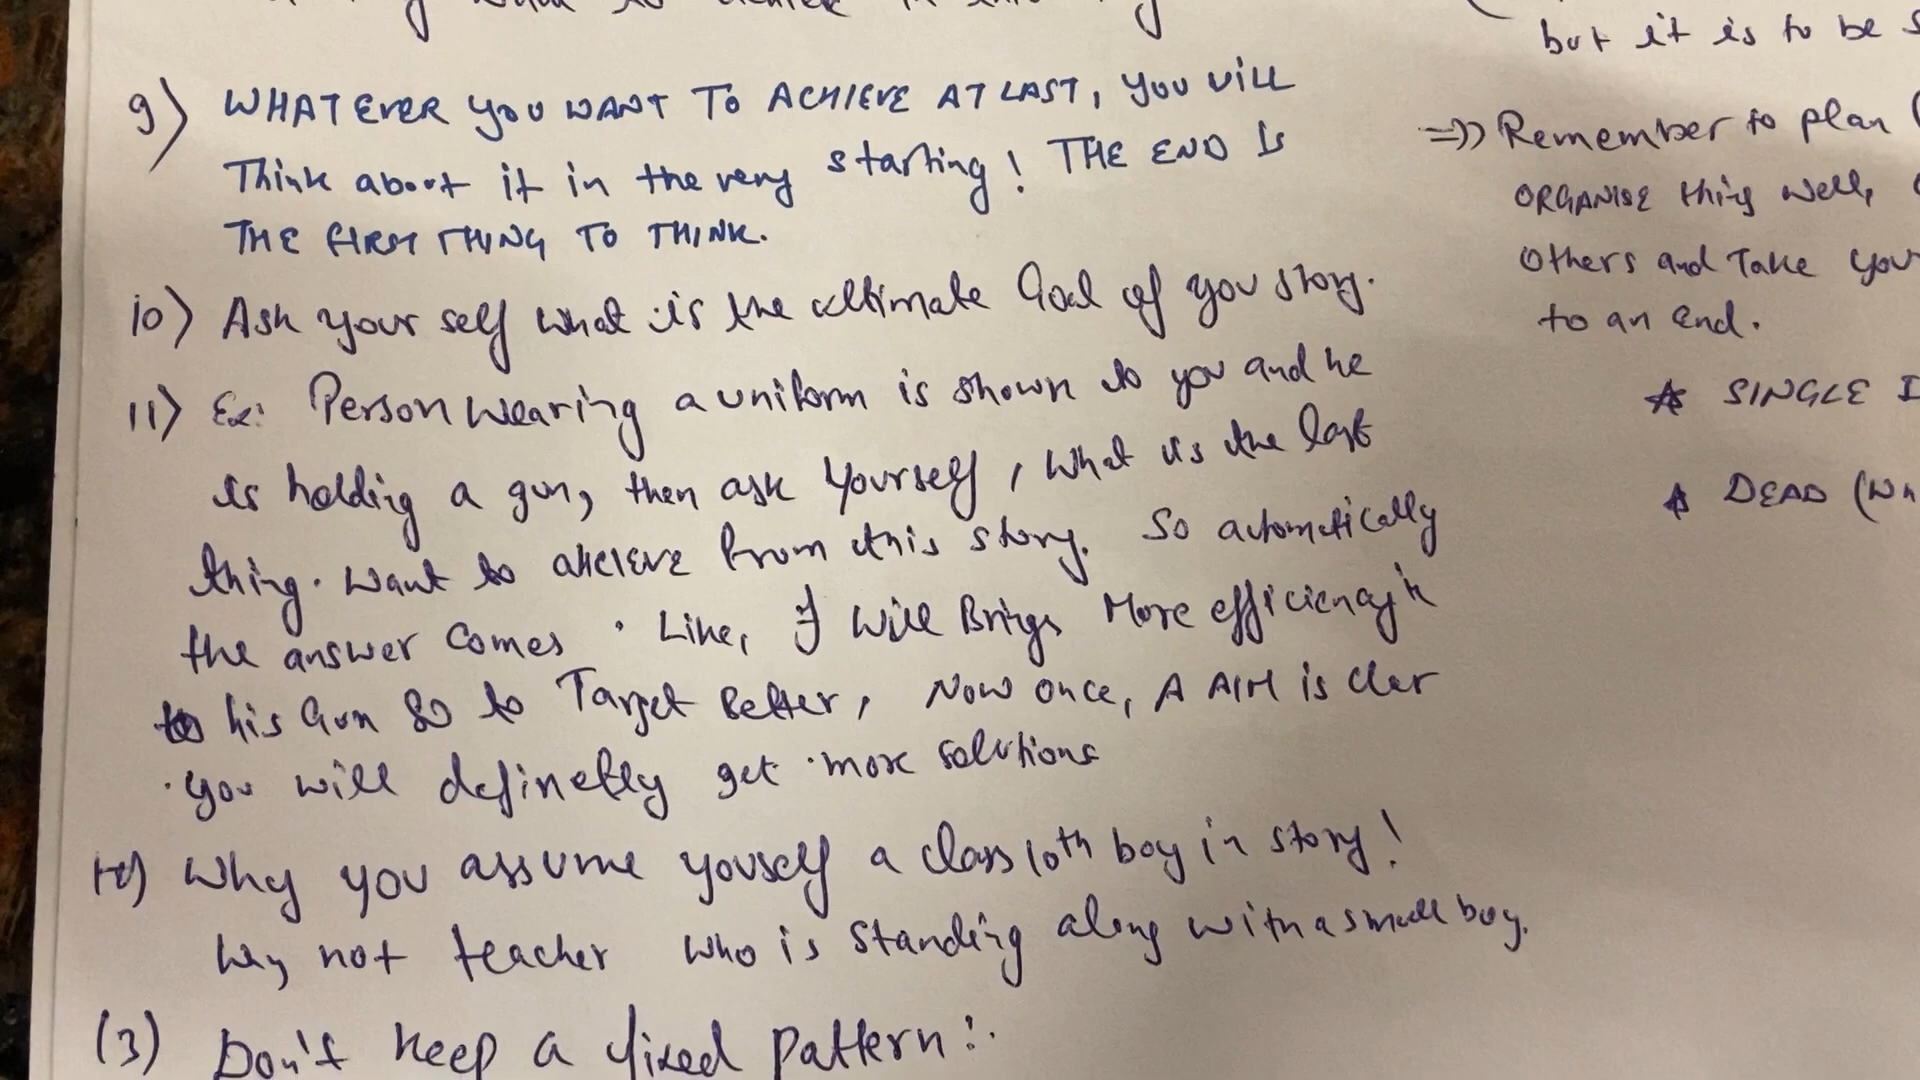 9) WHATEVER YOU WANT TO ACHIEVE AT LAST, YOU VILL
Think about it in the very starting! THE END Is
THE FIRST THING TO THINK.
10) Ask your self what is the ultimate Goal of you story.
11) Ex: Person wearing a uniform is shown to you and he
is holding a gun, then ask yourself, what is the last
thing. want to AHCIEVE from this story. So automatically
the answer comes. Like, I will Brings More efficiency in
his Gun so to Target Better, Now once, A AIM is cler
you will definetly get more solutions
12) Why you assume youself a class 10th boy in story!
Why not teacher who is standing along with a small boy.
(3) Don't keep a fixed pattern!.
but it is to be
=>> Remember to plan
ORGANISE thing well,
Others and Take your
to an End.
SINGLE
DEAD